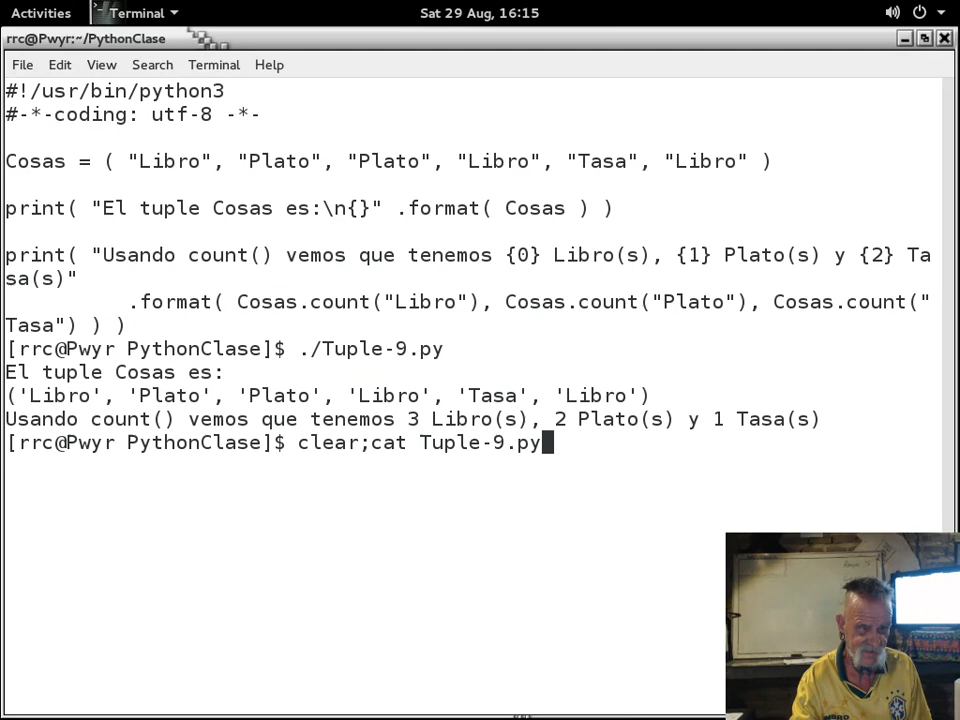 Activities Terminal Sat 29 Aug, 16:15
rrc@Pwyr:~/PythonClase
File Edit View Search Terminal Help
#!/usr/bin/python3
#-*-coding: utf-8 -*-
Cosas = ( "Libro", "Plato", "Plato", "Libro", "Tasa", "Libro" )
print( "El tuple Cosas es:\n{}" .format( Cosas ) )
print( "Usando count() vemos que tenemos {0} Libro(s), {1} Plato(s) y {2} Ta
sa(s)"
.format( Cosas.count("Libro"), Cosas.count("Plato"), Cosas.count("
Tasa") ) )
[rrc@Pwyr PythonClase]$ ./Tuple-9.py
El tuple Cosas es:
('Libro', 'Plato', 'Plato', 'Libro', 'Tasa', 'Libro')
Usando count() vemos que tenemos 3 Libro(s), 2 Plato(s) y 1 Tasa(s)
[rrc@Pwyr PythonClase]$ clear;cat Tuple-9.py